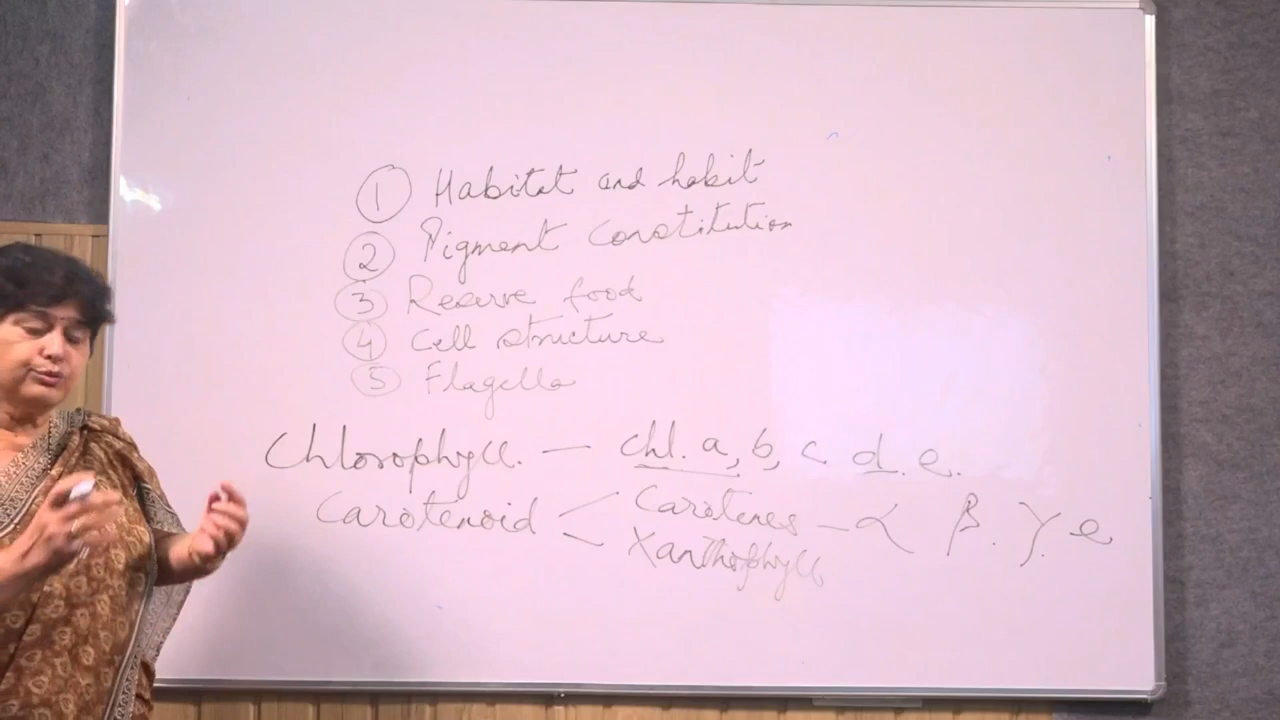 ① Habitat and habit
② Pigment Constitution
③ Reserve food
④ Cell structure
⑤ Flagella
Chlorophyll. — chl. a, b, c d. e.
Carotenoid < Carotenes – α β. γ. e
Xanthophyll